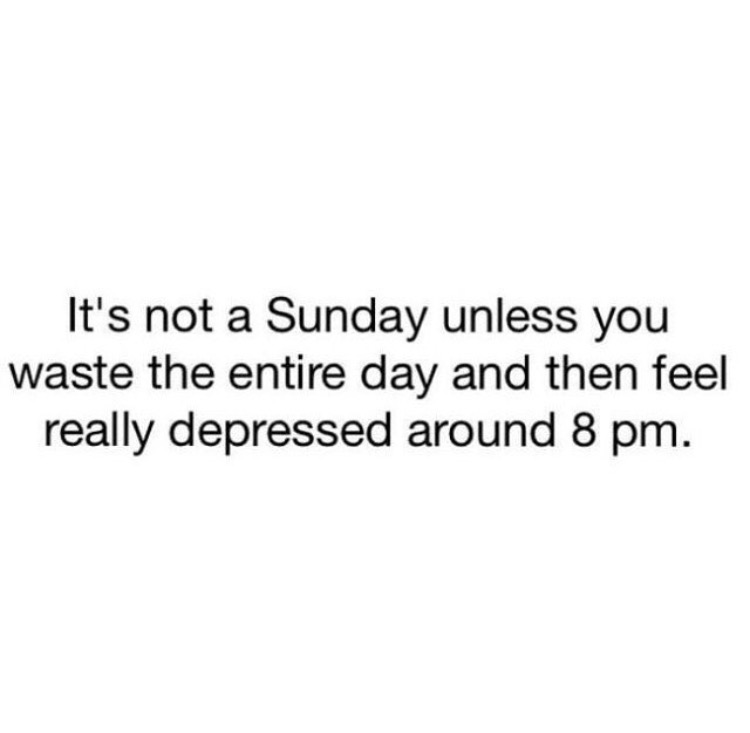 It's not a Sunday unless you
waste the entire day and then feel
really depressed around 8 pm.